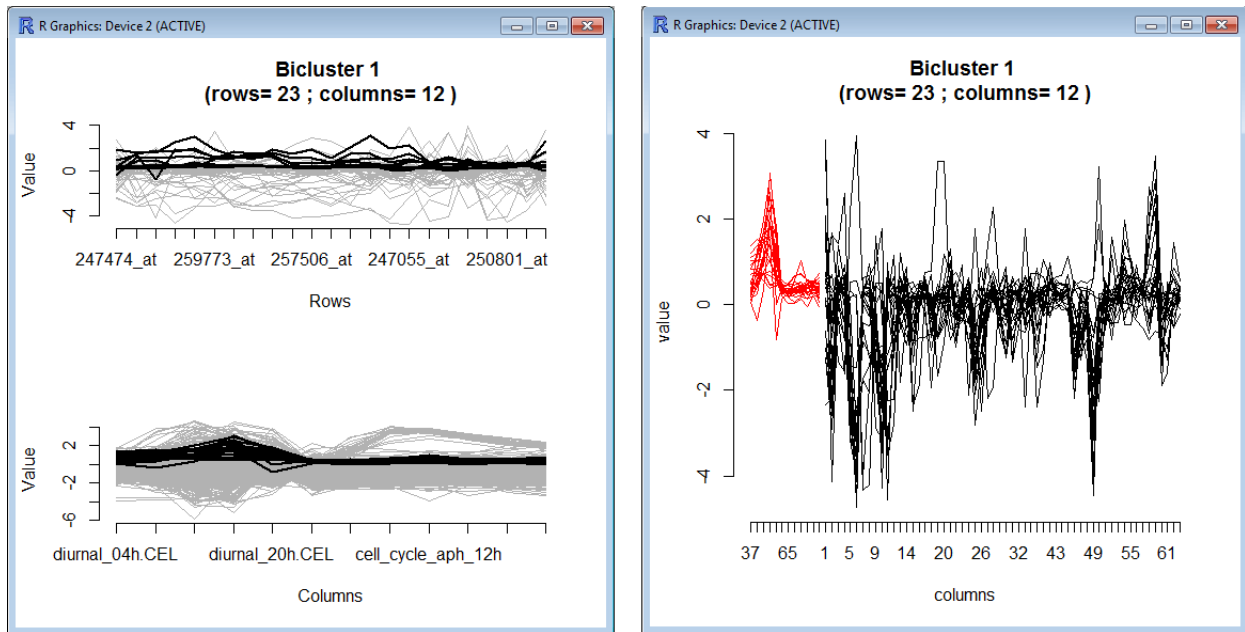 R Graphics: Device 2 (ACTIVE)
Bicluster 1
(rows= 23 ; columns= 12 )
Value
4
0
-4
247474_at 259773_at 257506_at 247055_at 250801_at
Rows
Value
2
-2
-6
diurnal_04h.CEL diurnal_20h.CEL cell_cycle_aph_12h
Columns
R Graphics: Device 2 (ACTIVE)
Bicluster 1
(rows= 23 ; columns= 12 )
value
4
2
0
-2
-4
37 65 1 5 9 14 20 26 32 43 49 55 61
columns